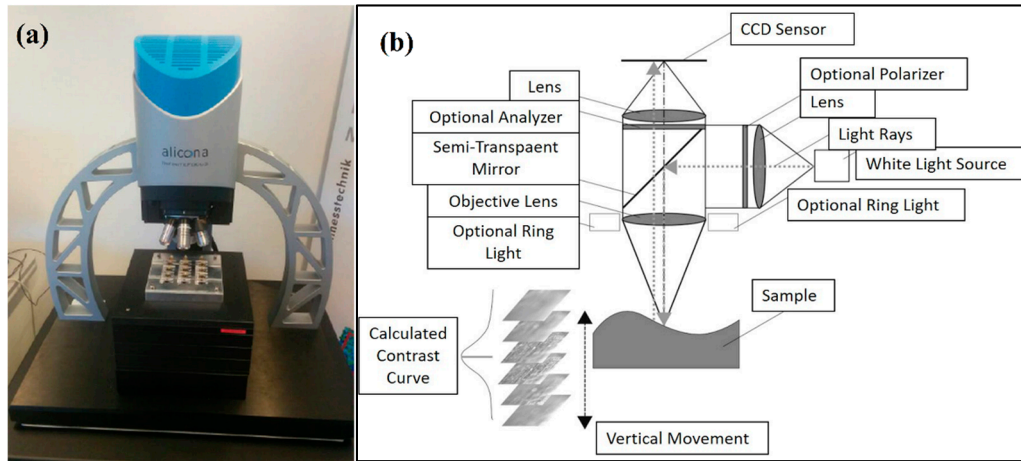 (a)
alicona
messtechnik
(b)
CCD Sensor
Optional Polarizer
Lens
Lens
Optional Analyzer
Light Rays
Semi-Transpaent
Mirror
White Light Source
Objective Lens
Optional Ring Light
Optional Ring
Light
Sample
Calculated
Contrast
Curve
Vertical Movement